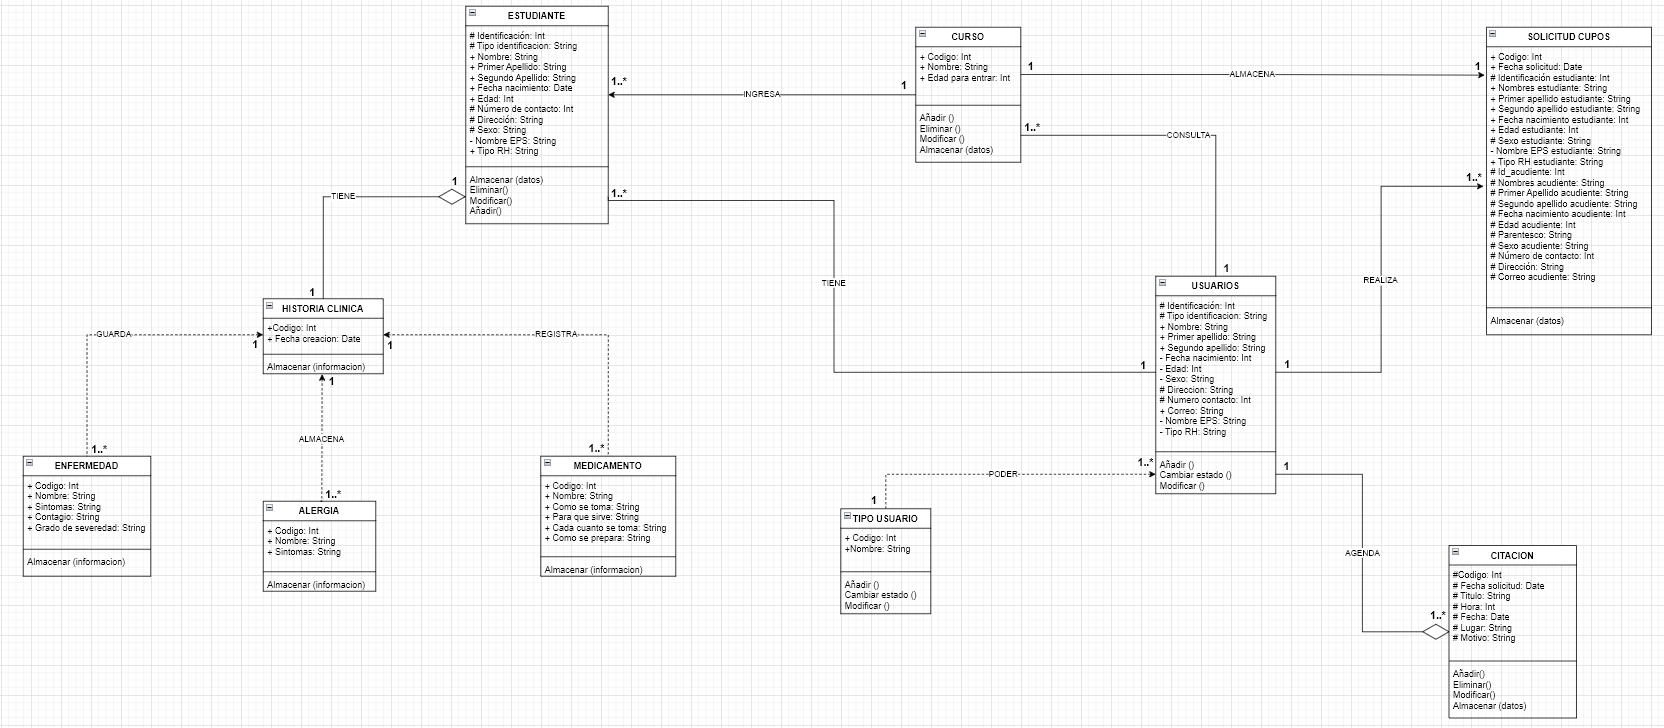 ESTUDIANTE
# Identificación: Int
# Tipo identificacion: String
+ Nombre: String
+ Primer Apellido: String
+ Segundo Apellido: String
+ Fecha nacimiento: Date
+ Edad: Int
# Número de contacto: Int
# Dirección: String
# Sexo: String
- Nombre EPS: String
+ Tipo RH: String
Almacenar (datos)
Eliminar()
Modificar()
Añadir()
1..*
INGRESA
1
CURSO
+ Codigo: Int
+ Nombre: String
+ Edad para entrar: Int
Añadir ()
Eliminar ()
Modificar ()
Almacenar (datos)
1
ALMACENA
1
SOLICITUD CUPOS
+ Codigo: Int
+ Fecha solicitud: Date
# Identificación estudiante: Int
+ Nombres estudiante: String
+ Primer apellido estudiante: String
+ Segundo apellido estudiante: String
+ Fecha nacimiento estudiante: Int
+ Edad estudiante: Int
# Sexo estudiante: String
- Nombre EPS estudiante: String
+ Tipo RH estudiante: String
# Id_acudiente: Int
# Nombres acudiente: String
# Primer Apellido acudiente: String
# Segundo apellido acudiente: String
# Fecha nacimiento acudiente: Int
# Edad acudiente: Int
# Parentesco: String
# Sexo acudiente: String
# Número de contacto: Int
# Dirección: String
# Correo acudiente: String
Almacenar (datos)
1..*
CONSULTA
1
1..*
REALIZA
1
1
TIENE
1
1..*
TIENE
1
HISTORIA CLINICA
+Codigo: Int
+ Fecha creacion: Date
Almacenar (informacion)
GUARDA
1
1..*
REGISTRA
1
1..*
ALMACENA
1
1..*
ENFERMEDAD
+ Codigo: Int
+ Nombre: String
+ Sintomas: String
+ Contagio: String
+ Grado de severedad: String
Almacenar (informacion)
ALERGIA
+ Codigo: Int
+ Nombre: String
+ Sintomas: String
Almacenar (informacion)
MEDICAMENTO
+ Codigo: Int
+ Nombre: String
+ Como se toma: String
+ Para que sirve: String
+ Cada cuanto se toma: String
+ Como se prepara: String
Almacenar (informacion)
USUARIOS
# Identificación: Int
# Tipo identificacion: String
+ Nombre: String
+ Primer apellido: String
+ Segundo apellido: String
- Fecha nacimiento: Int
- Edad: Int
- Sexo: String
# Direccion: String
# Numero contacto: Int
+ Correo: String
- Nombre EPS: String
- Tipo RH: String
Añadir ()
Cambiar estado ()
Modificar ()
1..*
PODER
1
TIPO USUARIO
+ Codigo: Int
+Nombre: String
Añadir ()
Cambiar estado ()
Modificar ()
1
AGENDA
1..*
CITACION
#Codigo: Int
# Fecha solicitud: Date
# Titulo: String
# Hora: Int
# Fecha: Date
# Lugar: String
# Motivo: String
Añadir()
Eliminar()
Modificar()
Almacenar (datos)